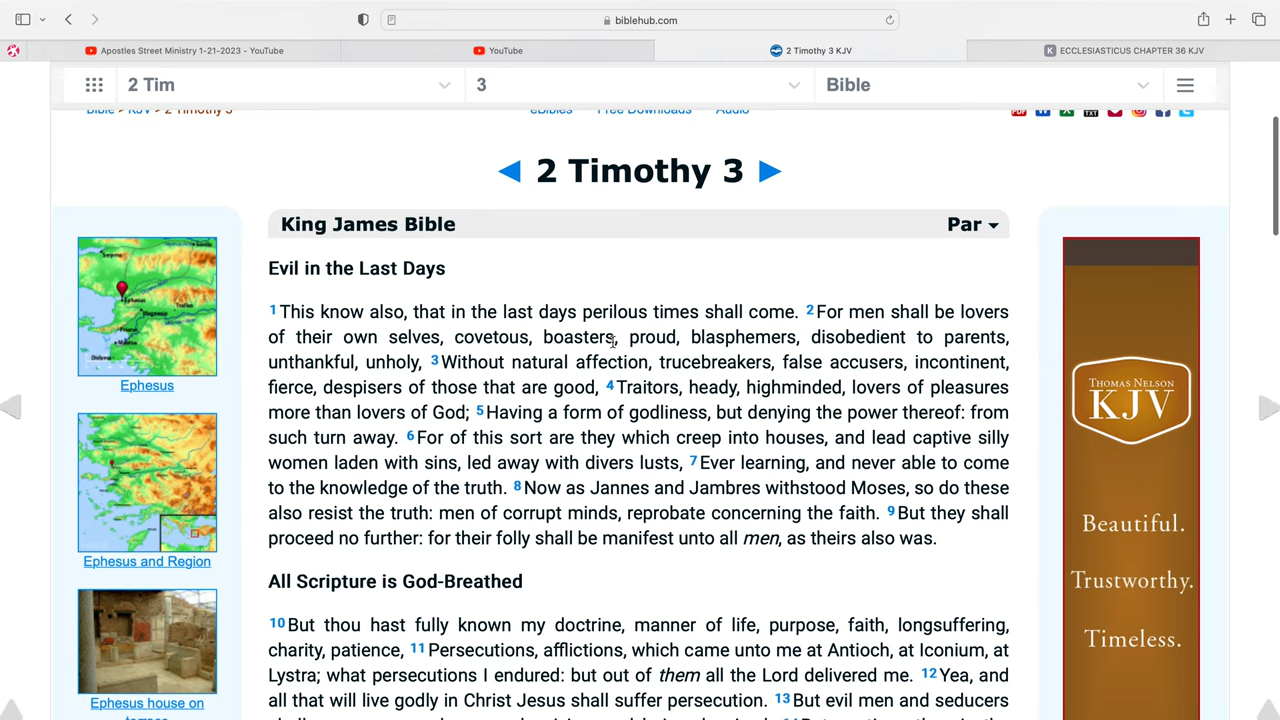 biblehub.com
Apostles Street Ministry 1-21-2023 - YouTube
YouTube
2 Timothy 3 KJV
K ECCLESIASTICUS CHAPTER 36 KJV
2 Tim
3
Bible
Bible > KJV > 2 Timothy 3
eBibles Free Downloads Audio
PDF
TXT
2 Timothy 3
King James Bible
Par
Evil in the Last Days
1 This know also, that in the last days perilous times shall come. 2 For men shall be lovers
of their own selves, covetous, boasters, proud, blasphemers, disobedient to parents,
unthankful, unholy, 3 Without natural affection, trucebreakers, false accusers, incontinent,
fierce, despisers of those that are good, 4 Traitors, heady, highminded, lovers of pleasures
more than lovers of God; 5 Having a form of godliness, but denying the power thereof: from
such turn away. 6 For of this sort are they which creep into houses, and lead captive silly
women laden with sins, led away with divers lusts, 7 Ever learning, and never able to come
to the knowledge of the truth. 8 Now as Jannes and Jambres withstood Moses, so do these
also resist the truth: men of corrupt minds, reprobate concerning the faith. 9 But they shall
proceed no further: for their folly shall be manifest unto all men, as theirs also was.
All Scripture is God-Breathed
10 But thou hast fully known my doctrine, manner of life, purpose, faith, longsuffering,
charity, patience, 11 Persecutions, afflictions, which came unto me at Antioch, at Iconium, at
Lystra; what persecutions I endured: but out of them all the Lord delivered me. 12 Yea, and
all that will live godly in Christ Jesus shall suffer persecution. 13 But evil men and seducers
Ephesus
Ephesus and Region
Ephesus house on
THOMAS NELSON
KJV
Beautiful.
Trustworthy.
Timeless.